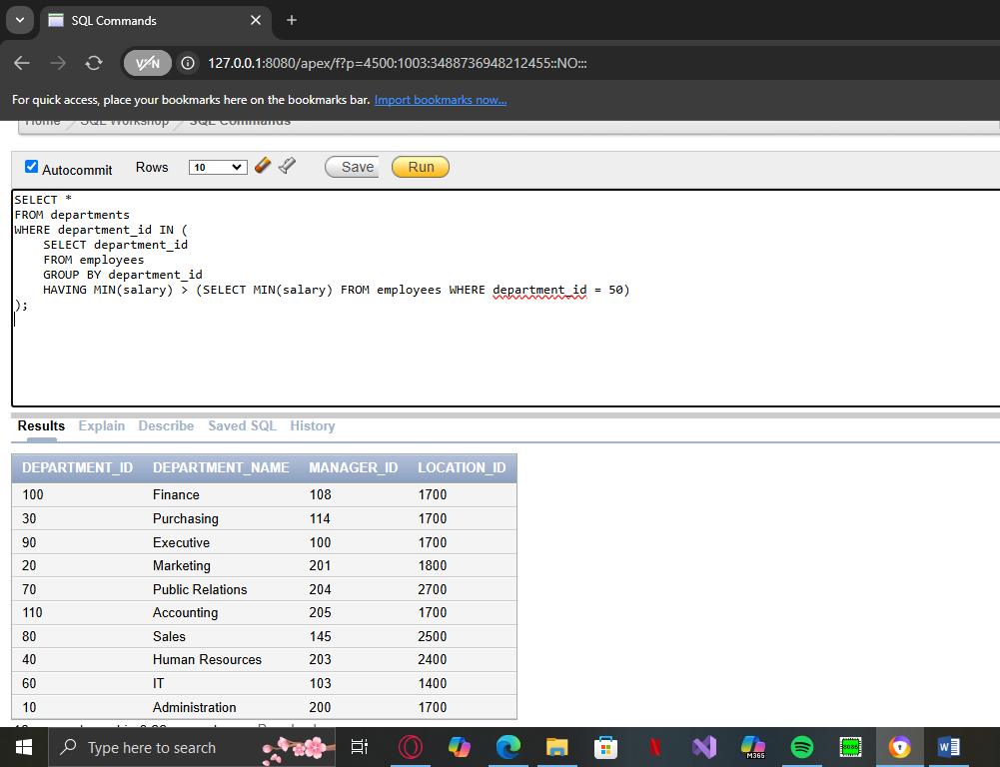 SQL Commands
VPN
127.0.0.1:8080/apex/f?p=4500:1003:3488736948212455::NO:::
For quick access, place your bookmarks here on the bookmarks bar. Import bookmarks now...
Home SQL Workshop SQL Commands
Autocommit Rows 10 Save Run
SELECT *
FROM departments
WHERE department_id IN (
SELECT department_id
FROM employees
GROUP BY department_id
HAVING MIN(salary) > (SELECT MIN(salary) FROM employees WHERE department_id = 50)
);
Results Explain Describe Saved SQL History
DEPARTMENT_ID DEPARTMENT_NAME MANAGER_ID LOCATION_ID
100 Finance 108 1700
30 Purchasing 114 1700
90 Executive 100 1700
20 Marketing 201 1800
70 Public Relations 204 2700
110 Accounting 205 1700
80 Sales 145 2500
40 Human Resources 203 2400
60 IT 103 1400
10 Administration 200 1700
Type here to search
M365
8086